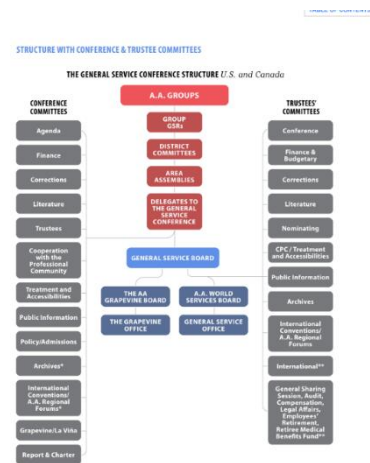 TABLE OF CONTENTS
STRUCTURE WITH CONFERENCE & TRUSTEE COMMITTEES
THE GENERAL SERVICE CONFERENCE STRUCTURE U.S. and Canada
A.A. GROUPS
GROUP
GSRs
DISTRICT
COMMITTEES
AREA
ASSEMBLIES
DELEGATES TO
THE GENERAL
SERVICE
CONFERENCE
GENERAL SERVICE BOARD
THE AA
GRAPEVINE BOARD
A.A. WORLD
SERVICES BOARD
THE GRAPEVINE
OFFICE
GENERAL SERVICE
OFFICE
CONFERENCE
COMMITTEES
Agenda
Finance
Corrections
Literature
Trustees
Cooperation
with the
Professional
Community
Treatment and
Accessibilities
Public Information
Policy/Admissions
Archives*
International
Conventions/
A.A. Regional
Forums*
Grapevine/La Viña
Report & Charter
TRUSTEES'
COMMITTEES
Conference
Finance &
Budgetary
Corrections
Literature
Nominating
CPC / Treatment
and Accessibilities
Public Information
Archives
International
Conventions/
A.A. Regional
Forums
International**
General Sharing
Session, Audit,
Compensation,
Legal Affairs,
Employees'
Retirement,
Retiree Medical
Benefits Fund**